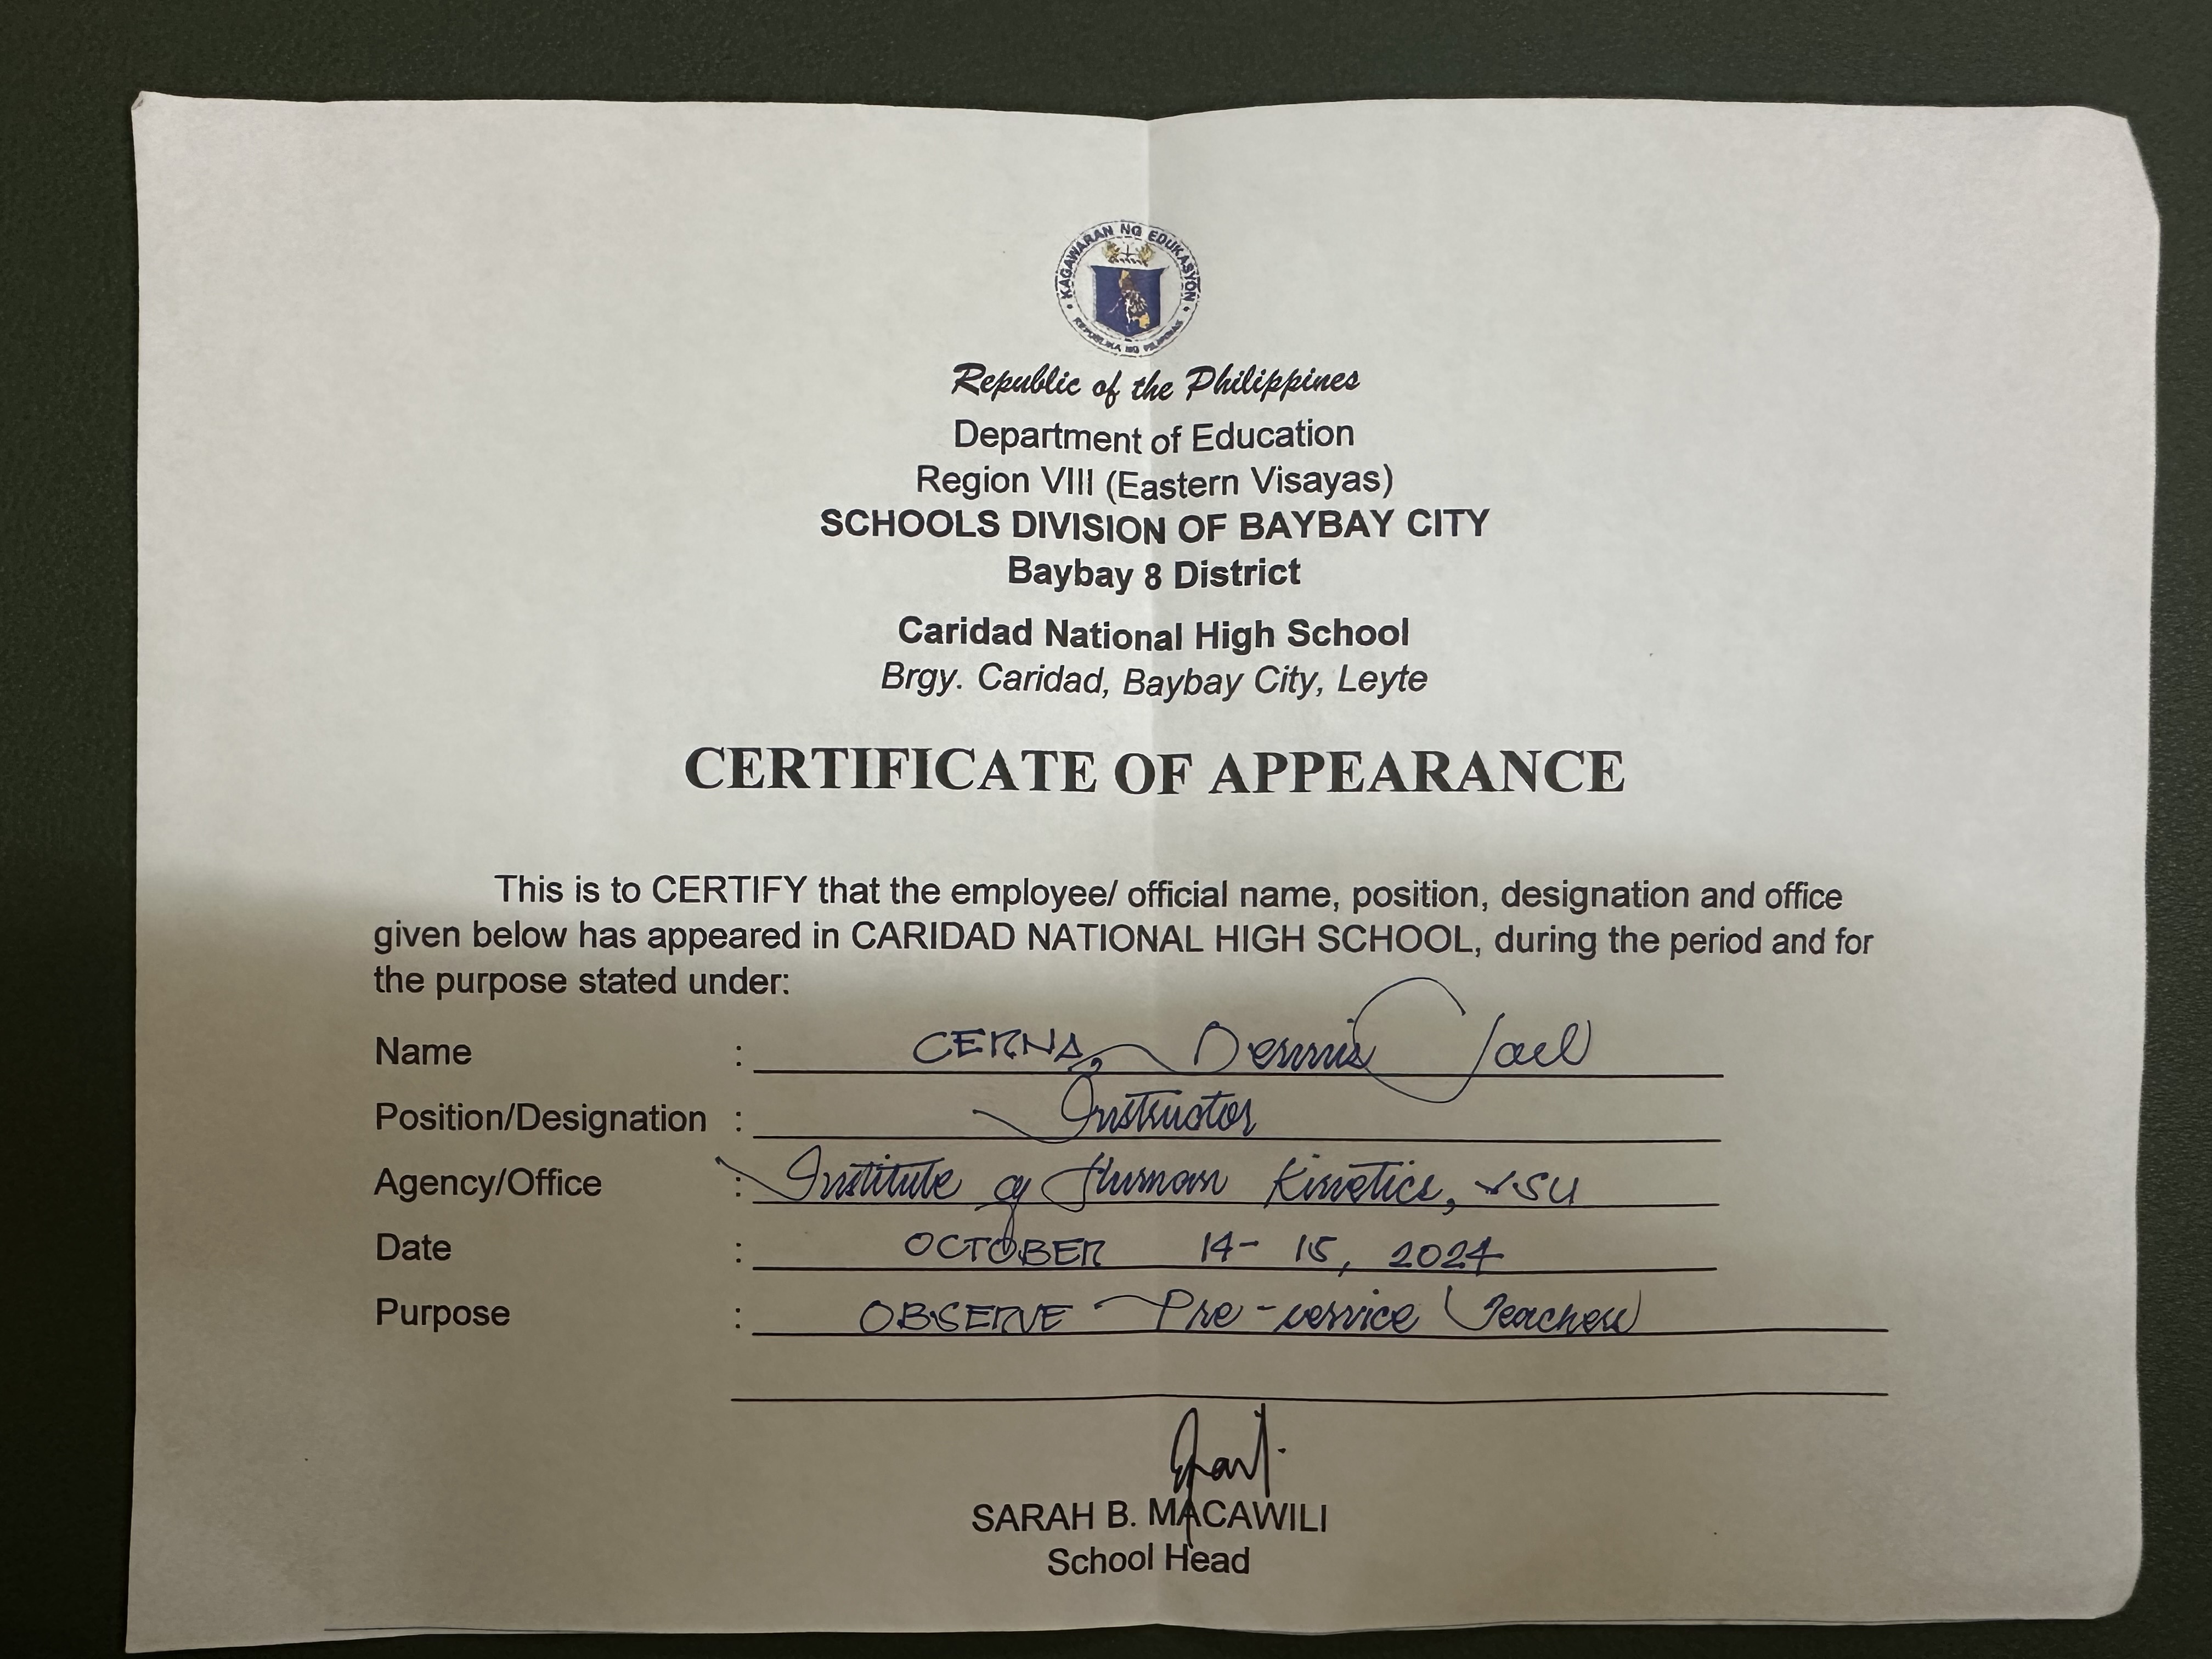 KAGAWARAN NG EDUKASYON
REPUBLIKA NG PILIPINAS
Republic of the Philippines
Department of Education
Region VIII (Eastern Visayas)
SCHOOLS DIVISION OF BAYBAY CITY
Baybay 8 District
Caridad National High School
Brgy. Caridad, Baybay City, Leyte
CERTIFICATE OF APPEARANCE
This is to CERTIFY that the employee/ official name, position, designation and office
given below has appeared in CARIDAD NATIONAL HIGH SCHOOL, during the period and for
the purpose stated under:
Name : CERNA, Dennis Jael
Position/Designation : Instructor
Agency/Office : Institute of Human Kinetics, VSU
Date : OCTOBER 14- 15, 2024
Purpose : OBSERVE Pre-service Teachers
SARAH B. MACAWILI
School Head